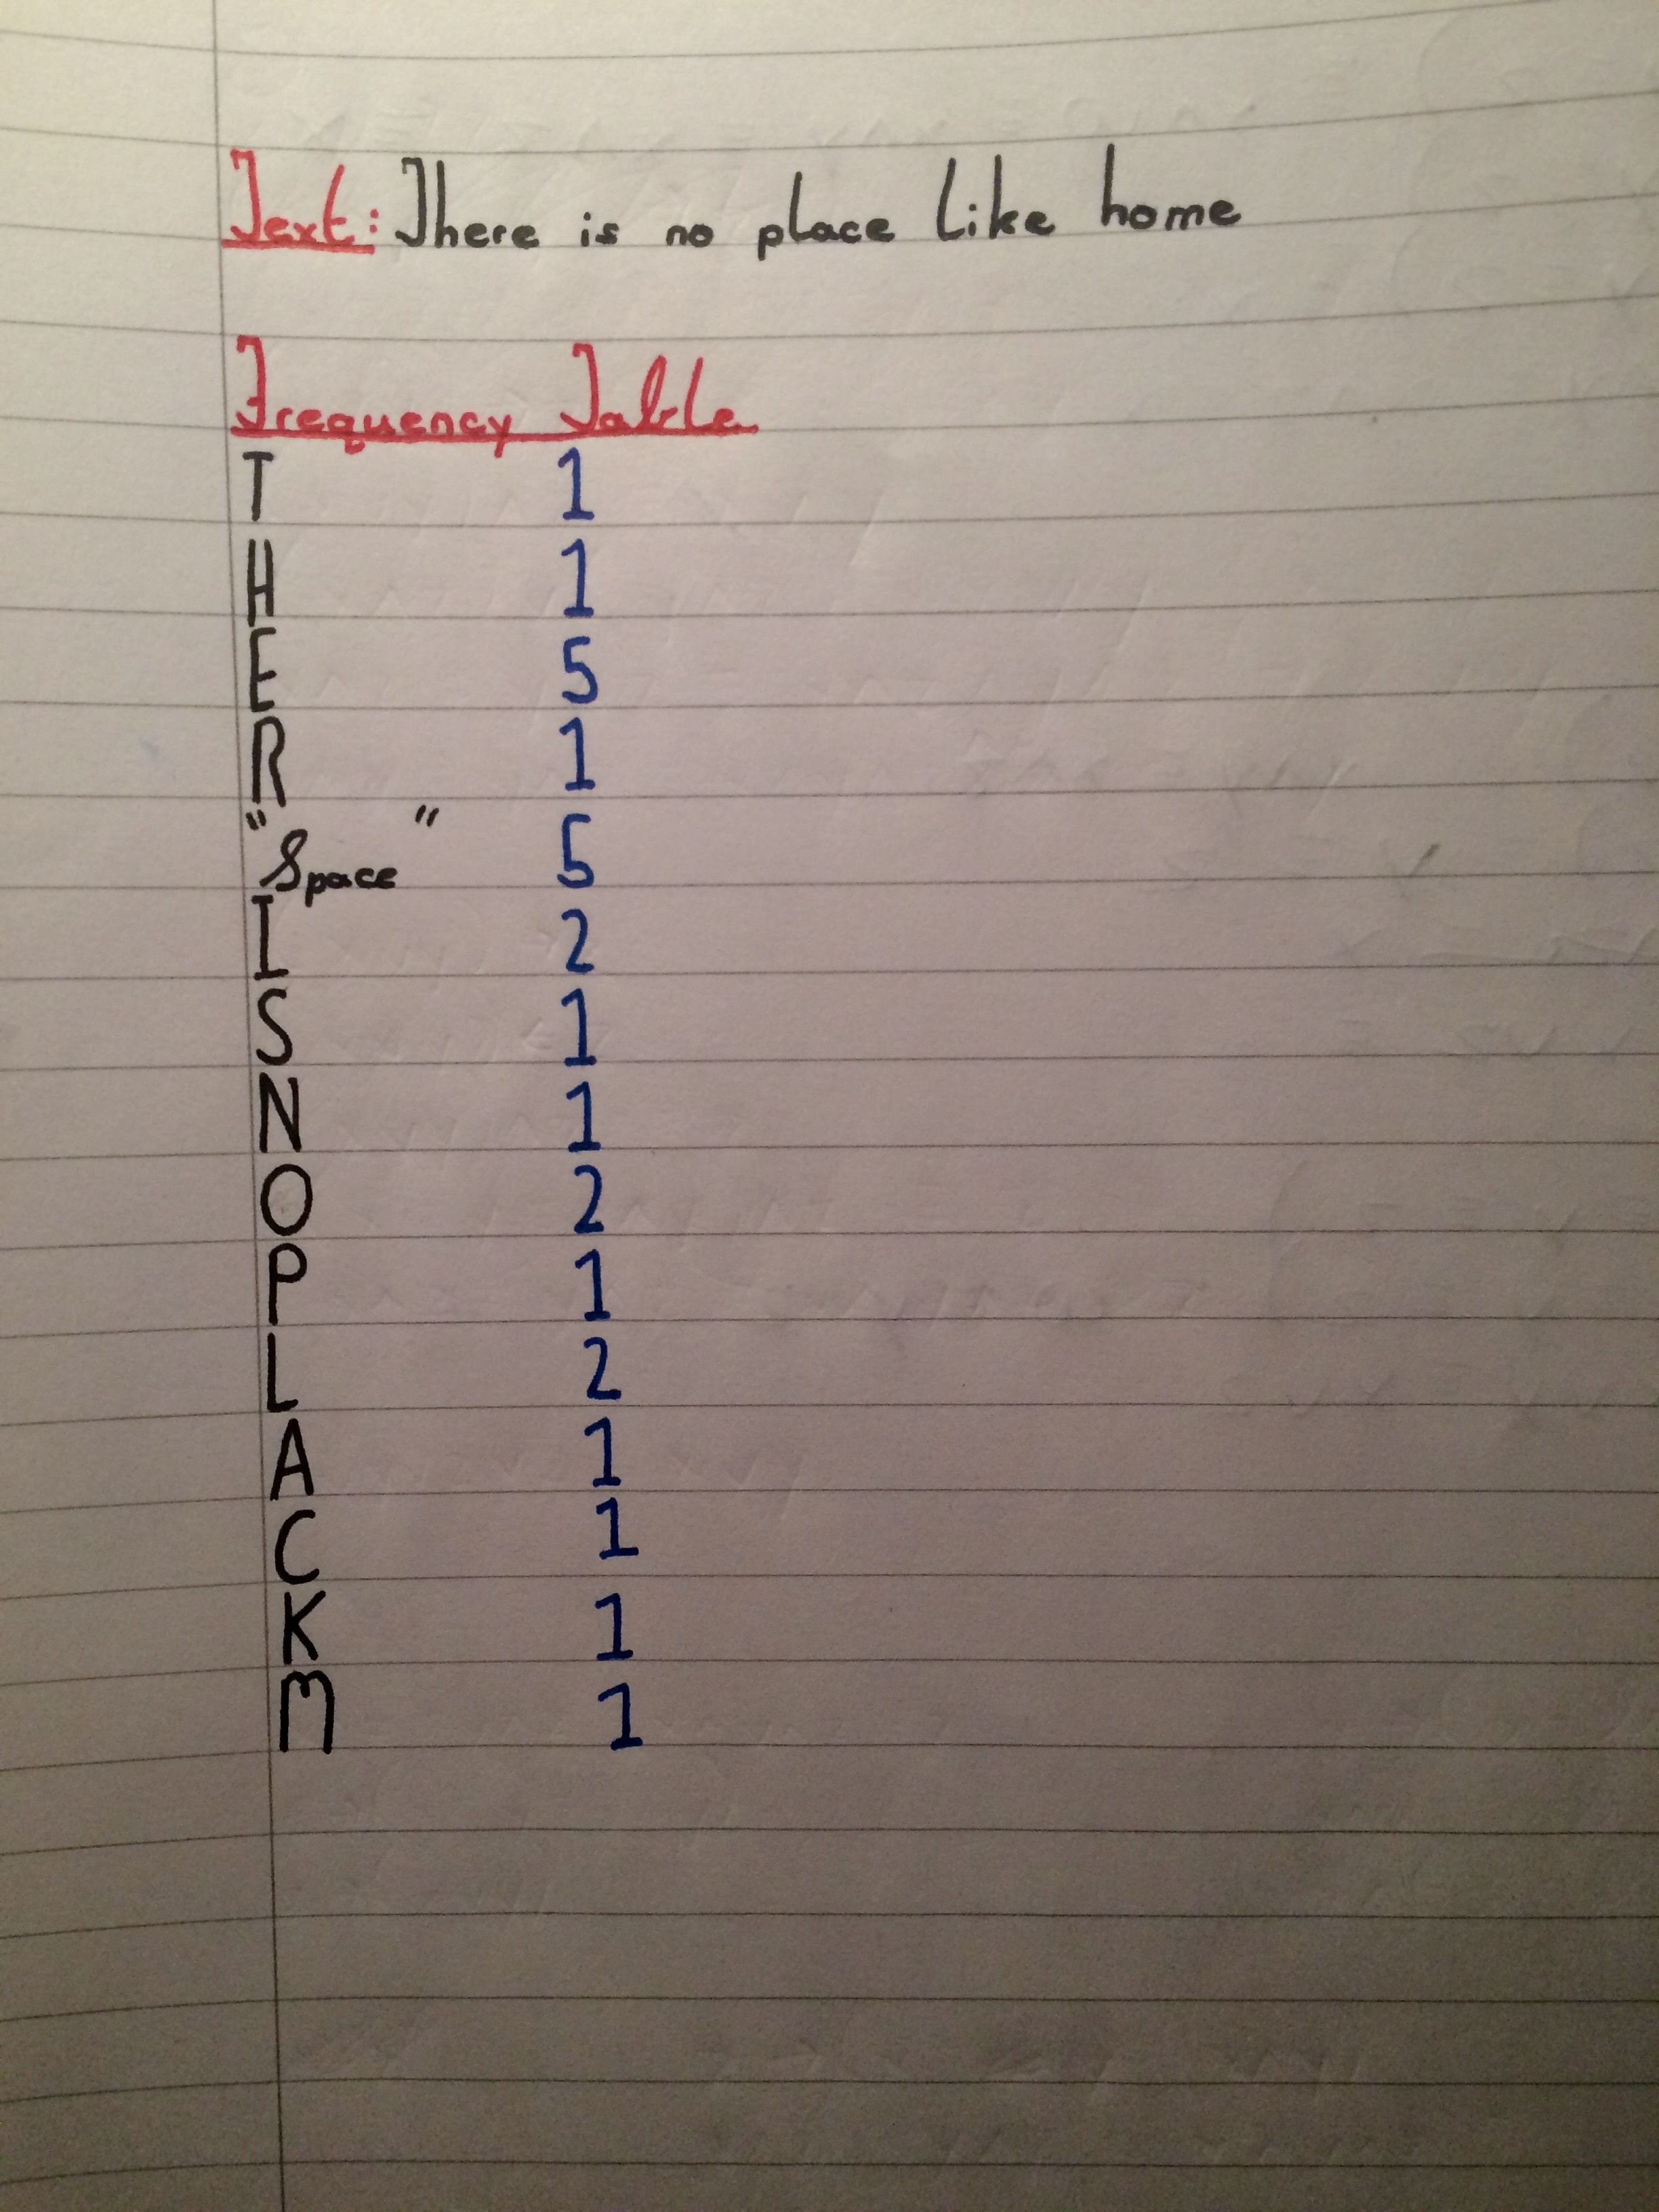 Text: There is no place like home
Frequency Table
T 1
H 1
E 5
R 1
"Space" 5
I 2
S 1
N 1
O 2
P 1
L 2
A 1
C 1
K 1
M 1